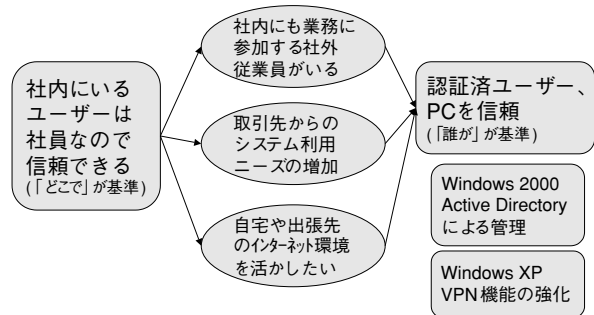 社内にいる
ユーザーは
社員なので
信頼できる
(「どこで」が基準)
社内にも業務に
参加する社外
従業員がいる
取引先からの
システム利用
ニーズの増加
自宅や出張先
のインターネット環境
を活かしたい
認証済ユーザー、
PCを信頼
(「誰が」が基準)
Windows 2000
Active Directory
による管理
Windows XP
VPN機能の強化